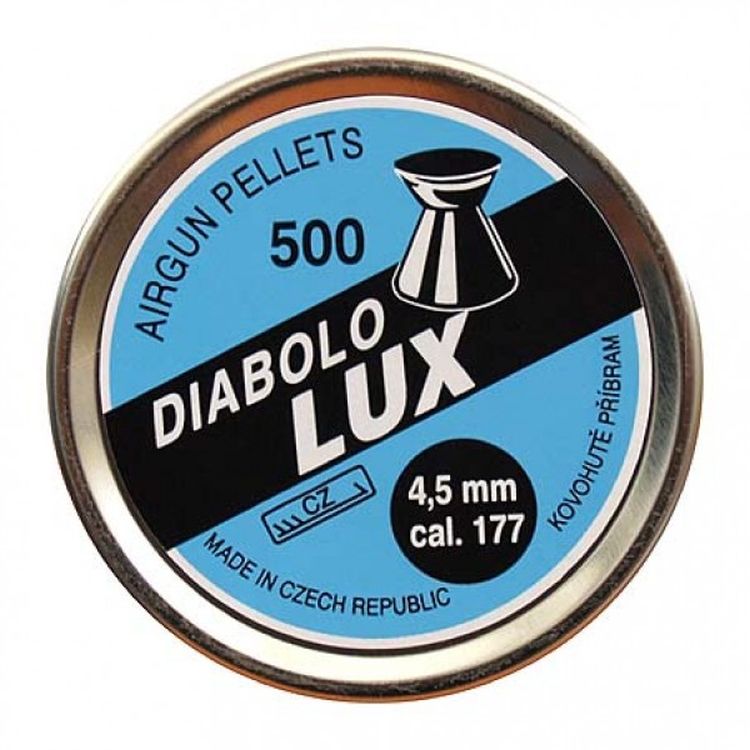 AIRGUN PELLETS
500
DIABOLO
LUX
CZ
4,5 mm
cal. 177
MADE IN CZECH REPUBLIC
KOVOHUTĚ PŘÍBRAM